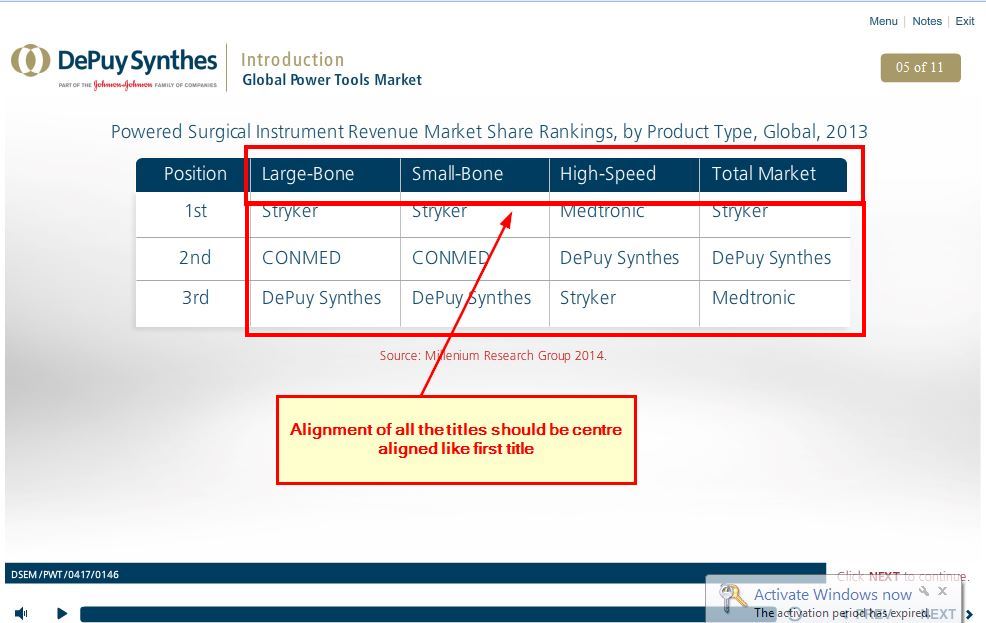 Menu | Notes | Exit
DePuy Synthes
PART OF THE Johnson & Johnson FAMILY OF COMPANIES
Introduction
Global Power Tools Market
05 of 11
Powered Surgical Instrument Revenue Market Share Rankings, by Product Type, Global, 2013
Position Large-Bone Small-Bone High-Speed Total Market
1st Stryker Stryker Medtronic Stryker
2nd CONMED CONMED DePuy Synthes DePuy Synthes
3rd DePuy Synthes DePuy Synthes Stryker Medtronic
Source: Millenium Research Group 2014.
Alignment of all the titles should be centre
aligned like first title
DSEM/PWT/0417/0146
Click NEXT to continue.
Activate Windows now
The activation period has expired.
PREV NEXT